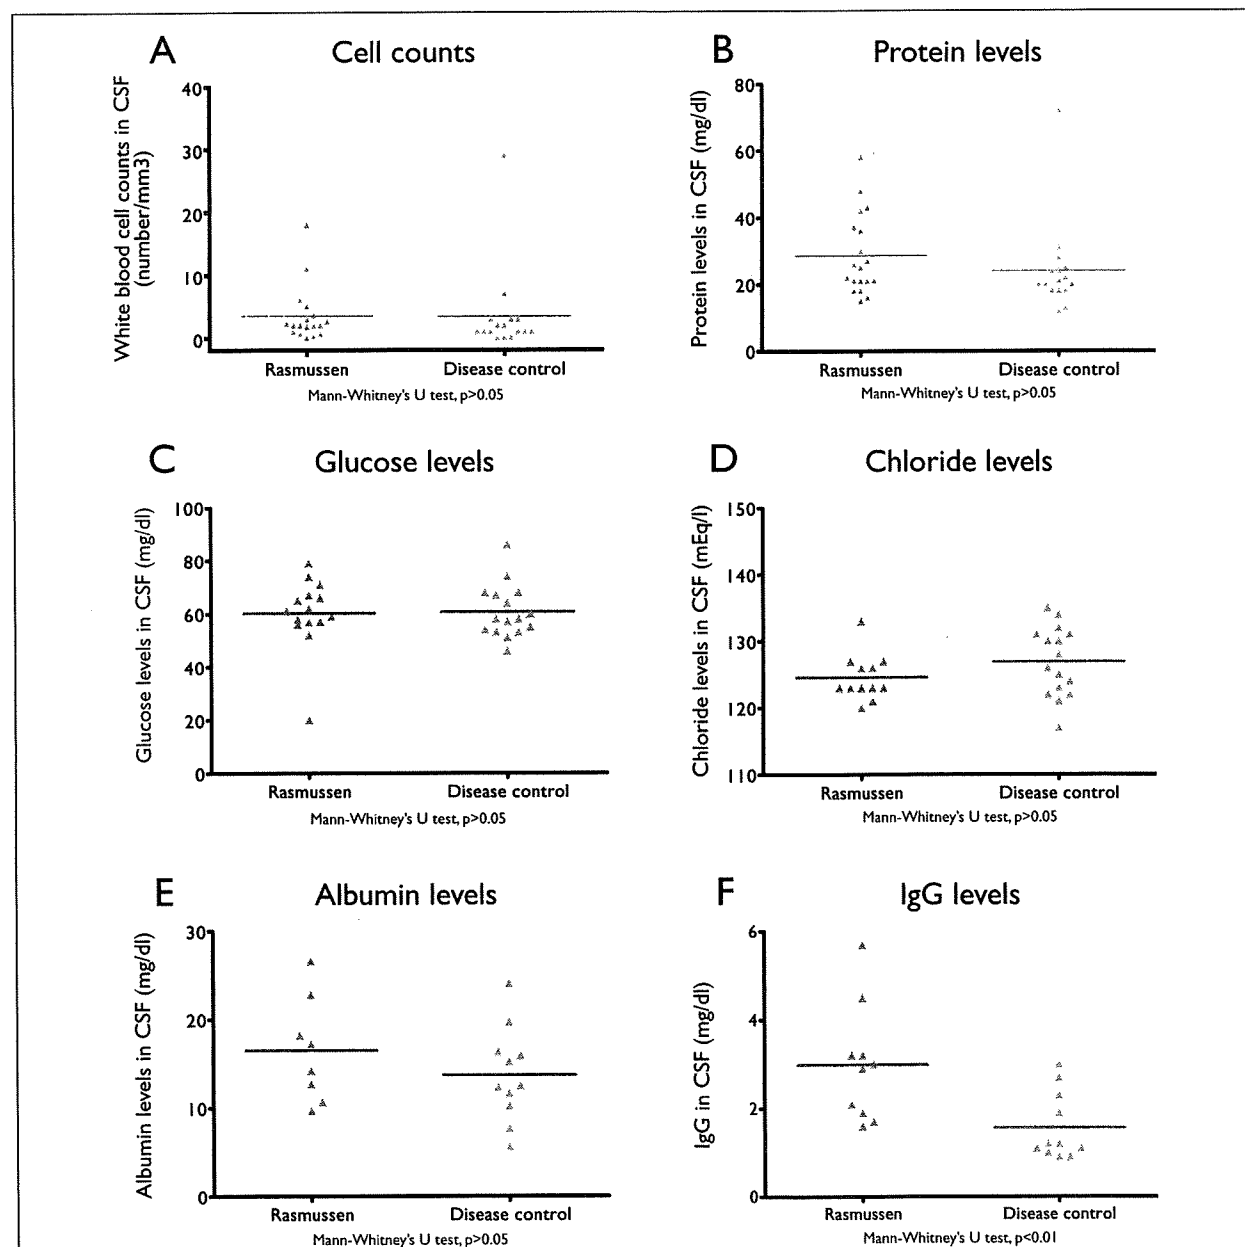 A Cell counts
White blood cell counts in CSF
(number/mm3)
40
30
20
10
0
Rasmussen Disease control
Mann-Whitney's U test, p>0.05
B Protein levels
Protein levels in CSF (mg/dl)
80
60
40
20
0
Rasmussen Disease control
Mann-Whitney's U test, p>0.05
C Glucose levels
Glucose levels in CSF (mg/dl)
100
80
60
40
20
0
Rasmussen Disease control
Mann-Whitney's U test, p>0.05
D Chloride levels
Chloride levels in CSF (mEq/l)
150
140
130
120
110
Rasmussen Disease control
Mann-Whitney's U test, p>0.05
E Albumin levels
Albumin levels in CSF (mg/dl)
30
20
10
0
Rasmussen Disease control
Mann-Whitney's U test, p>0.05
F IgG levels
IgG in CSF (mg/dl)
6
4
2
0
Rasmussen Disease control
Mann-Whitney's U test, p<0.01